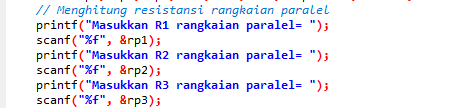 // Menghitung resistansi rangkaian paralel
printf("Masukkan R1 rangkaian paralel= ");
scanf("%f", &rp1);
printf("Masukkan R2 rangkaian paralel= ");
scanf("%f", &rp2);
printf("Masukkan R3 rangkaian paralel= ");
scanf("%f", &rp3);